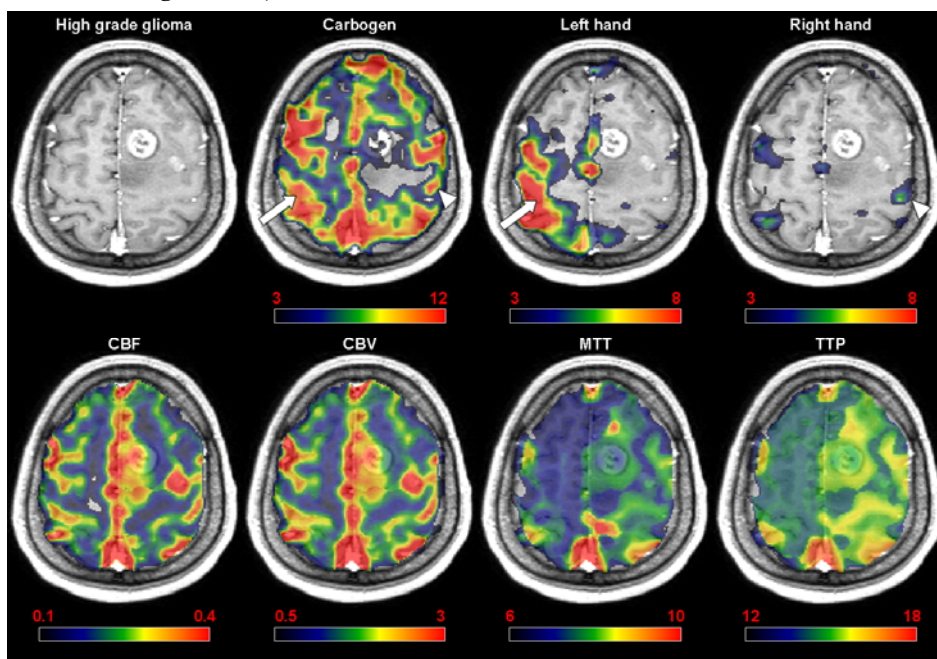 High grade glioma
Carbogen
Left hand
Right hand
3 12
3 8
3 8
CBF
CBV
MTT
TTP
0.1 0.4
0.5 3
6 10
12 18